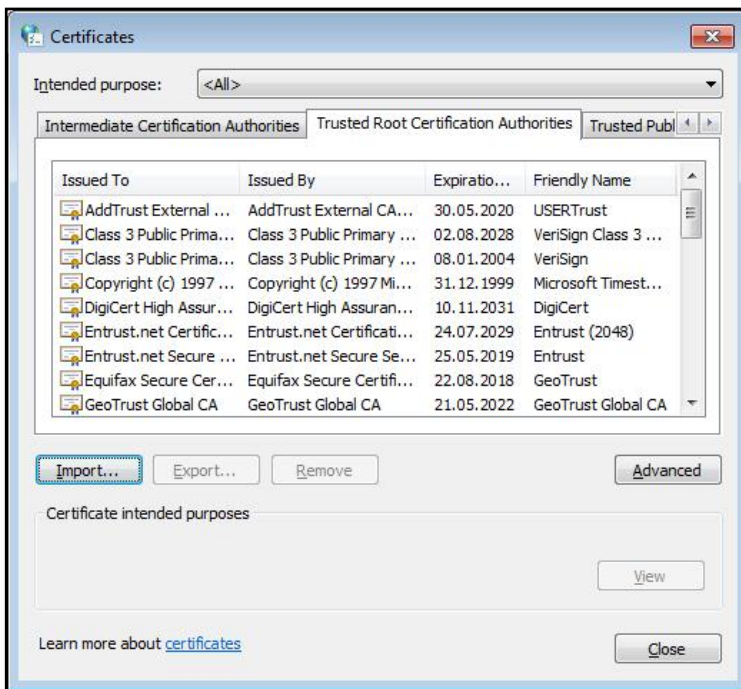 Certificates
Intended purpose: <All>
Intermediate Certification Authorities Trusted Root Certification Authorities Trusted Publ
Issued To Issued By Expiratio... Friendly Name
AddTrust External ... AddTrust External CA... 30.05.2020 USERTrust
Class 3 Public Prima... Class 3 Public Primary ... 02.08.2028 VeriSign Class 3 ...
Class 3 Public Prima... Class 3 Public Primary ... 08.01.2004 VeriSign
Copyright (c) 1997 ... Copyright (c) 1997 Mi... 31.12.1999 Microsoft Timest...
DigiCert High Assur... DigiCert High Assuran... 10.11.2031 DigiCert
Entrust.net Certific... Entrust.net Certificati... 24.07.2029 Entrust (2048)
Entrust.net Secure ... Entrust.net Secure Se... 25.05.2019 Entrust
Equifax Secure Cer... Equifax Secure Certifi... 22.08.2018 GeoTrust
GeoTrust Global CA GeoTrust Global CA 21.05.2022 GeoTrust Global CA
Import... Export... Remove Advanced
Certificate intended purposes
View
Learn more about certificates
Close